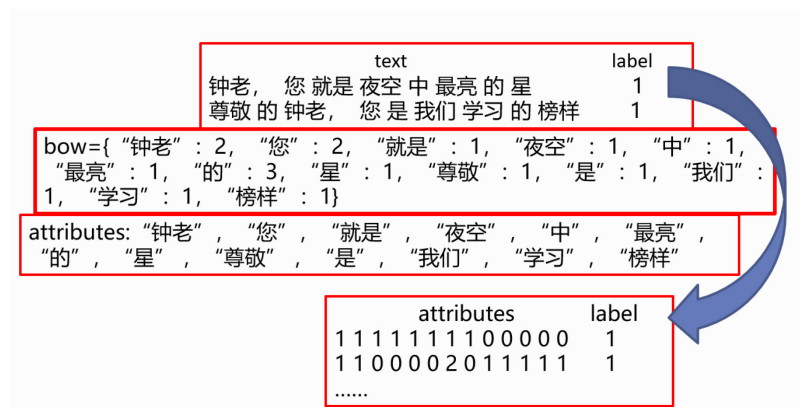 text label
钟老， 您 就是 夜空 中 最亮 的 星 1
尊敬 的 钟老， 您 是 我们 学习 的 榜样 1
bow={“钟老”：2，“您”：2，“就是”：1，“夜空”：1，“中”：1，
“最亮”：1，“的”：3，“星”：1，“尊敬”：1，“是”：1，“我们”：
1，“学习”：1，“榜样”：1}
attributes:“钟老”，“您”，“就是”，“夜空”，“中”，“最亮”，
“的”，“星”，“尊敬”，“是”，“我们”，“学习”，“榜样”
attributes label
1 1 1 1 1 1 1 1 0 0 0 0 0 1
1 1 0 0 0 0 2 0 1 1 1 1 1 1
......